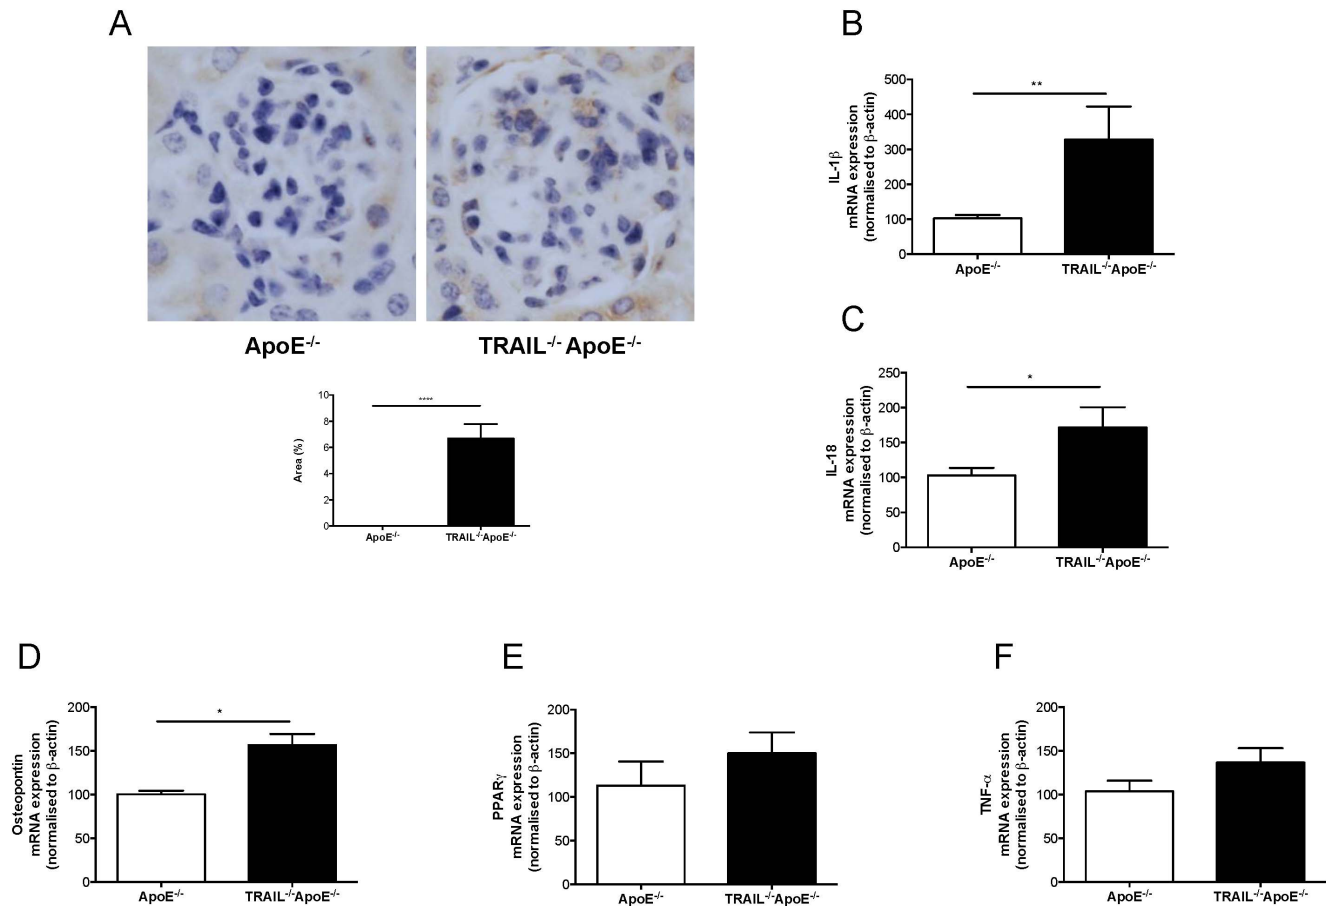 A
ApoE-/-
TRAIL-/- ApoE-/-
10
8
6
4
2
0
Area (%)
****
ApoE-/-
TRAIL-/-ApoE-/-
B
500
400
300
200
100
0
IL-1β
mRNA expression
(normalised to β-actin)
**
ApoE-/-
TRAIL-/-ApoE-/-
C
250
200
150
100
50
0
IL-18
mRNA expression
(normalised to β-actin)
*
ApoE-/-
TRAIL-/-ApoE-/-
D
200
150
100
50
0
Osteopontin
mRNA expression
(normalised to β-actin)
*
ApoE-/-
TRAIL-/-ApoE-/-
E
200
150
100
50
0
PPARγ
mRNA expression
(normalised to β-actin)
ApoE-/-
TRAIL-/-ApoE-/-
F
200
150
100
50
0
TNF-α
mRNA expression
(normalised to β-actin)
ApoE-/-
TRAIL-/-ApoE-/-